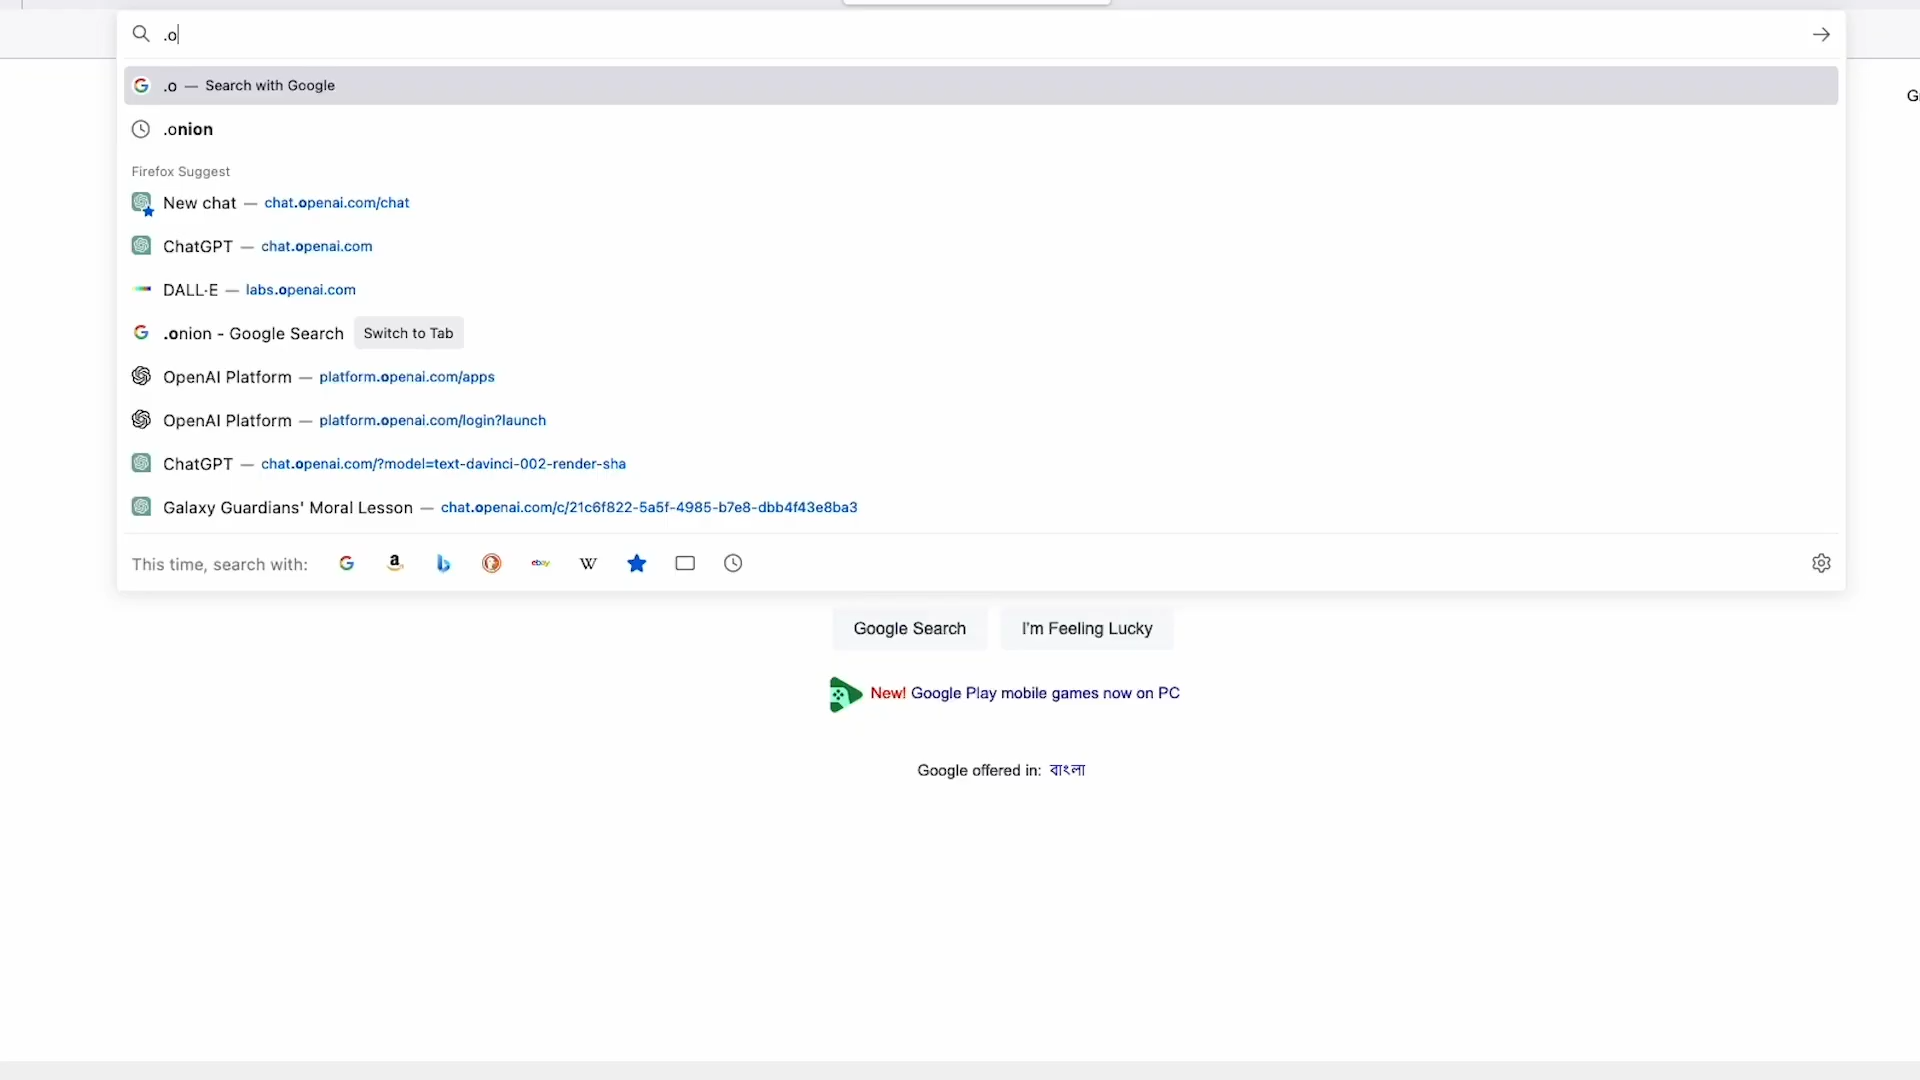 .o
.o — Search with Google
.onion
Firefox Suggest
New chat — chat.openai.com/chat
ChatGPT — chat.openai.com
DALL·E — labs.openai.com
.onion - Google Search Switch to Tab
OpenAI Platform — platform.openai.com/apps
OpenAI Platform — platform.openai.com/login?launch
ChatGPT — chat.openai.com/?model=text-davinci-002-render-sha
Galaxy Guardians' Moral Lesson — chat.openai.com/c/21c6f822-5a5f-4985-b7e8-dbb4f43e8ba3
This time, search with: G a b ebay W
Google Search I'm Feeling Lucky
New! Google Play mobile games now on PC
Google offered in: বাংলা